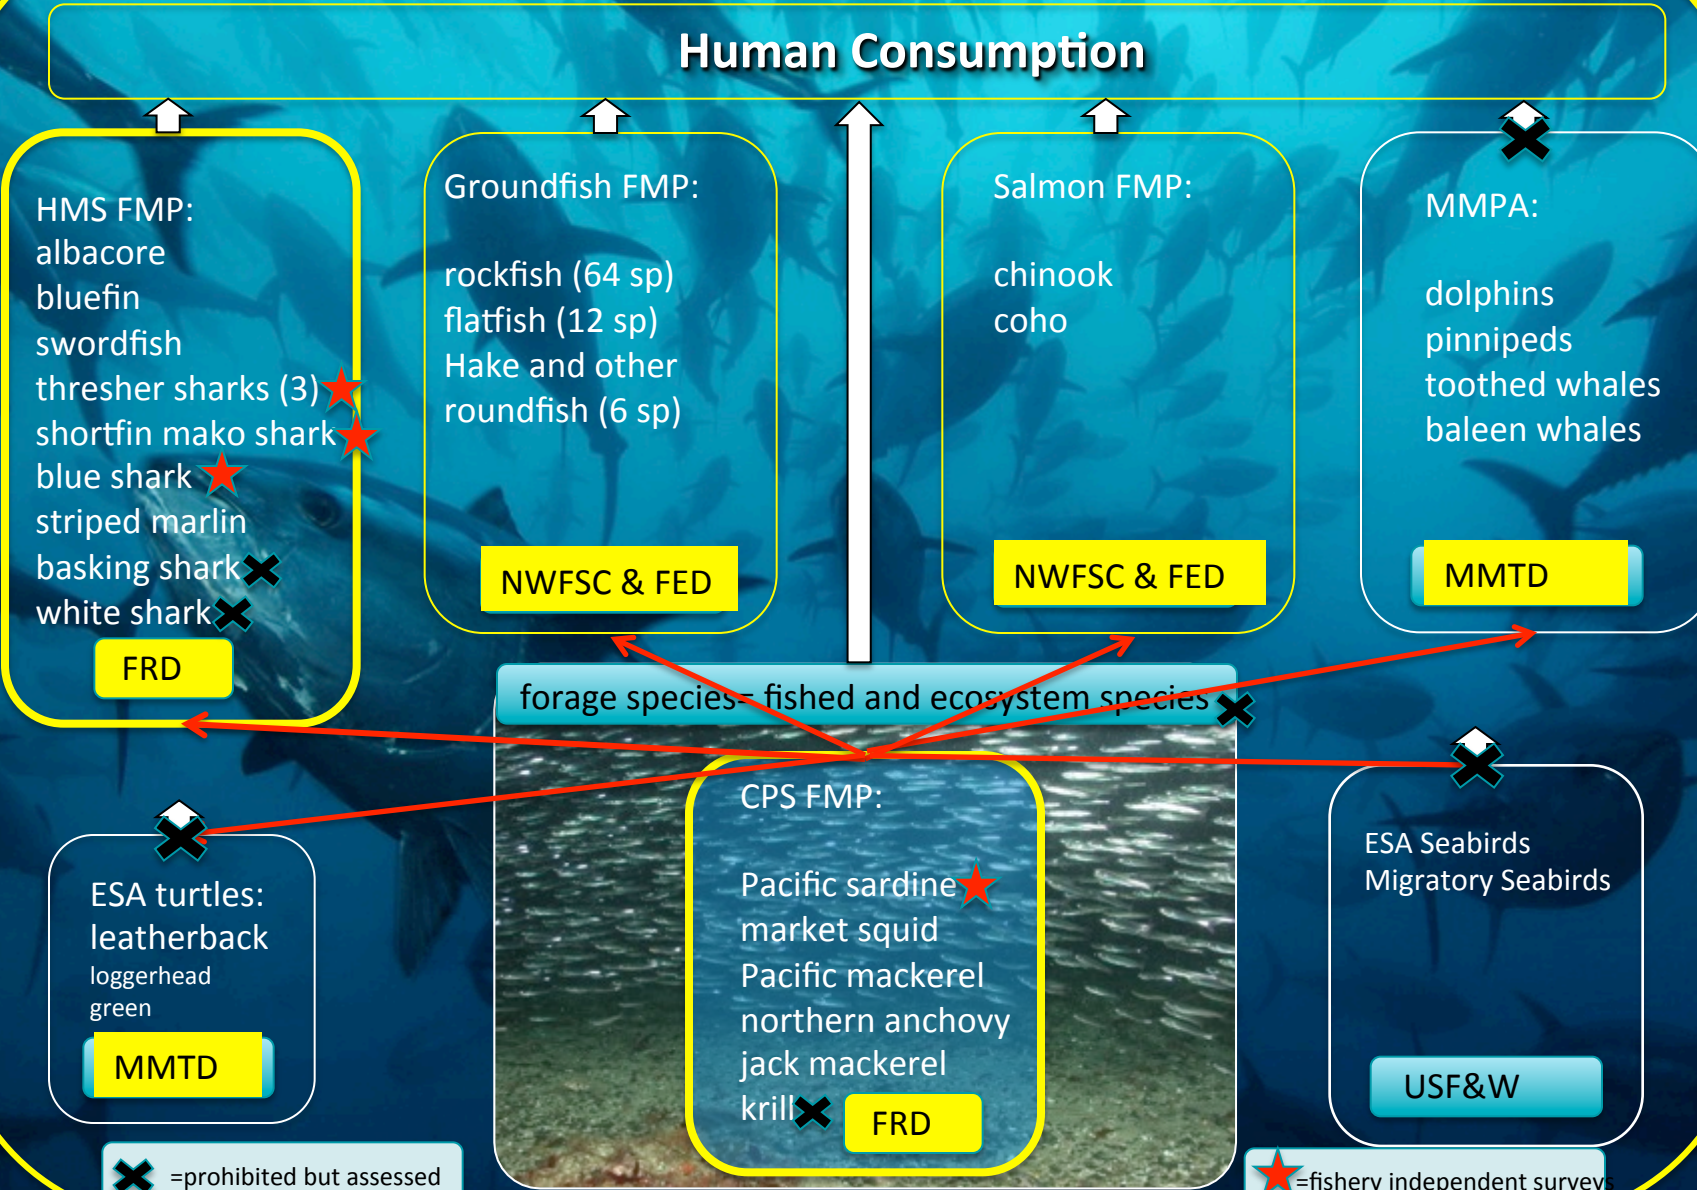 Human Consumption
HMS FMP:
albacore
bluefin
swordfish
thresher sharks (3)
shortfin mako shark
blue shark
striped marlin
basking shark
white shark
FRD
Groundfish FMP:
rockfish (64 sp)
flatfish (12 sp)
Hake and other
roundfish (6 sp)
NWFSC & FED
Salmon FMP:
chinook
coho
NWFSC & FED
MMPA:
dolphins
pinnipeds
toothed whales
baleen whales
MMTD
forage species= fished and ecosystem species
CPS FMP:
Pacific sardine
market squid
Pacific mackerel
northern anchovy
jack mackerel
krill
FRD
ESA turtles:
leatherback
loggerhead
green
MMTD
ESA Seabirds
Migratory Seabirds
USF&W
=prohibited but assessed
=fishery independent surveys